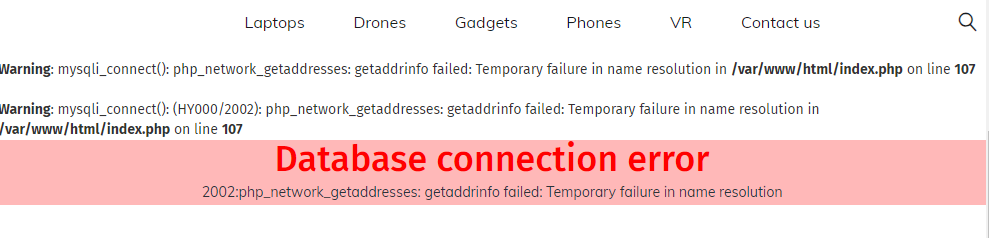 Laptops Drones Gadgets Phones VR Contact us
Warning: mysqli_connect(): php_network_getaddresses: getaddrinfo failed: Temporary failure in name resolution in /var/www/html/index.php on line 107
Warning: mysqli_connect(): (HY000/2002): php_network_getaddresses: getaddrinfo failed: Temporary failure in name resolution in
/var/www/html/index.php on line 107
Database connection error
2002:php_network_getaddresses: getaddrinfo failed: Temporary failure in name resolution